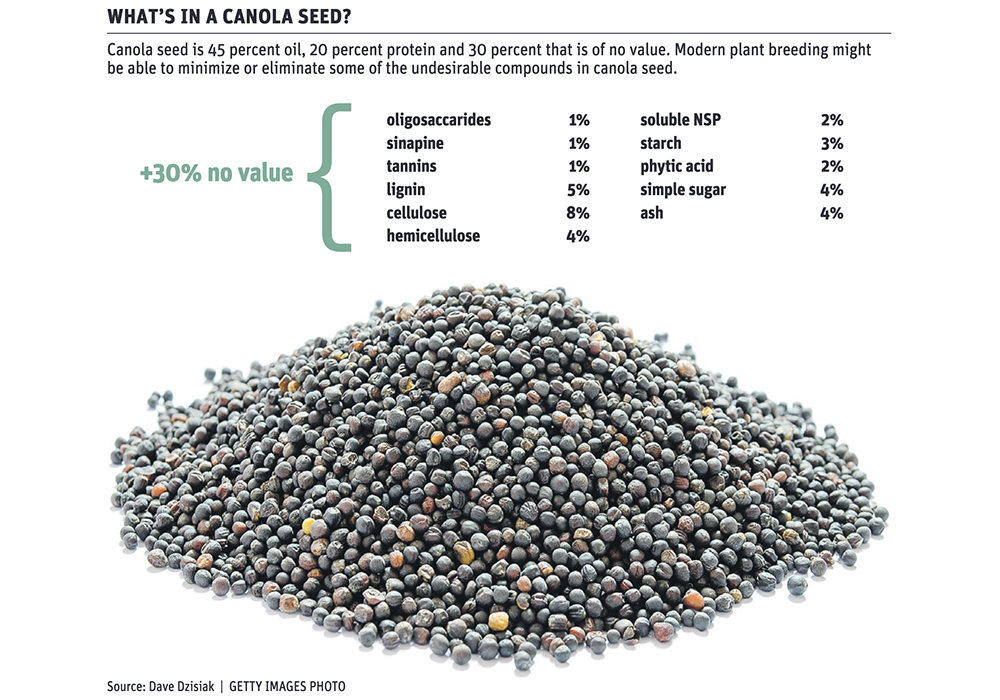 WHAT'S IN A CANOLA SEED?
Canola seed is 45 percent oil, 20 percent protein and 30 percent that is of no value. Modern plant breeding might
be able to minimize or eliminate some of the undesirable compounds in canola seed.
+30% no value
oligosaccarides 1%
sinapine 1%
tannins 1%
lignin 5%
cellulose 8%
hemicellulose 4%
soluble NSP 2%
starch 3%
phytic acid 2%
simple sugar 4%
ash 4%
Source: Dave Dzisiak | GETTY IMAGES PHOTO